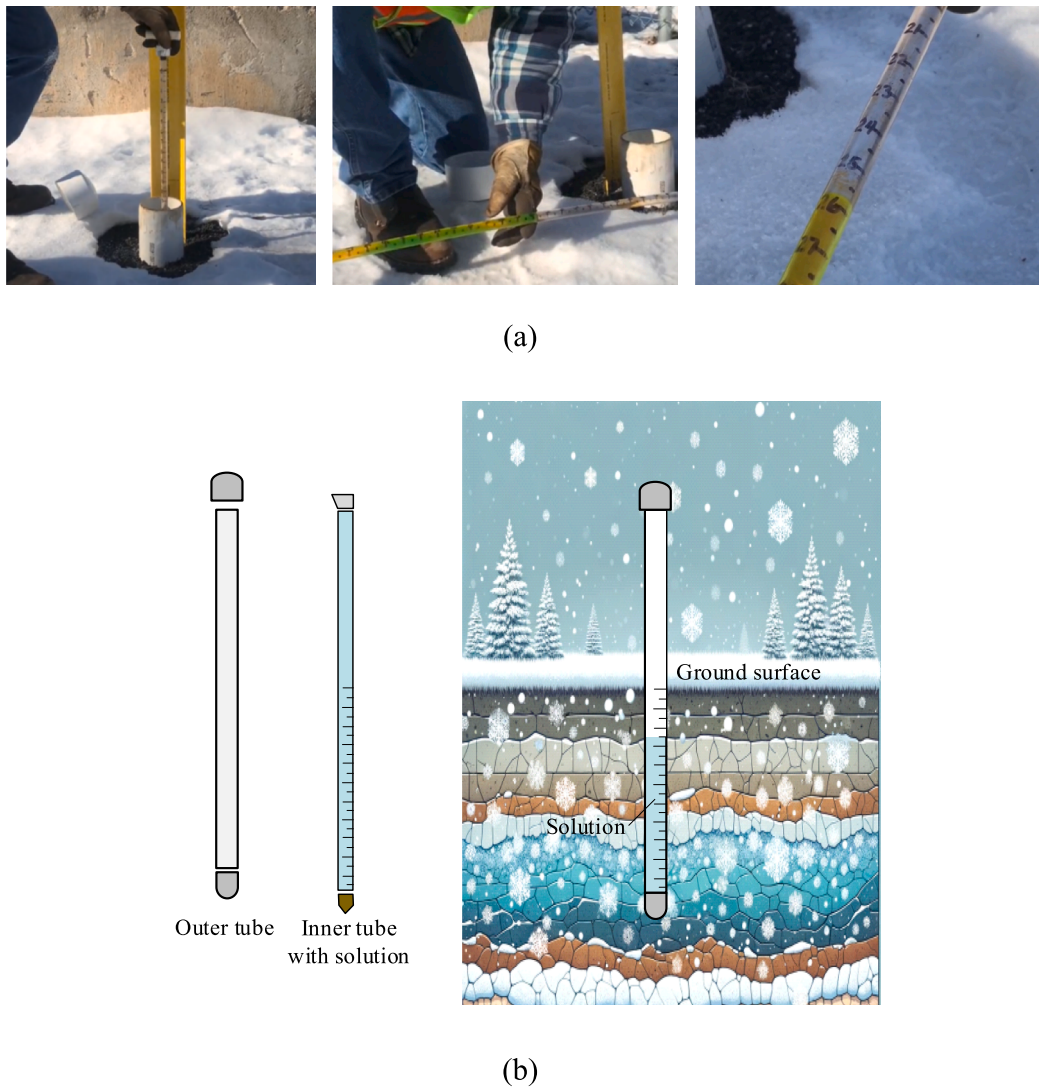 21
22
23
24
25
26
27
(a)
Ground surface
Solution
Outer tube
Inner tube
with solution
(b)